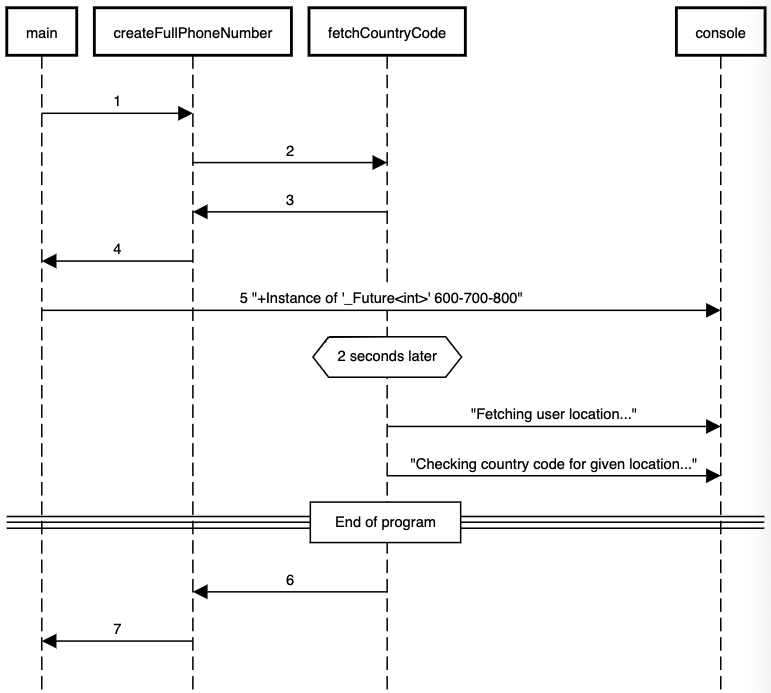 main
createFullPhoneNumber
fetchCountryCode
console
1
2
3
4
5 "+Instance of '_Future<int>' 600-700-800"
2 seconds later
"Fetching user location..."
"Checking country code for given location..."
End of program
6
7